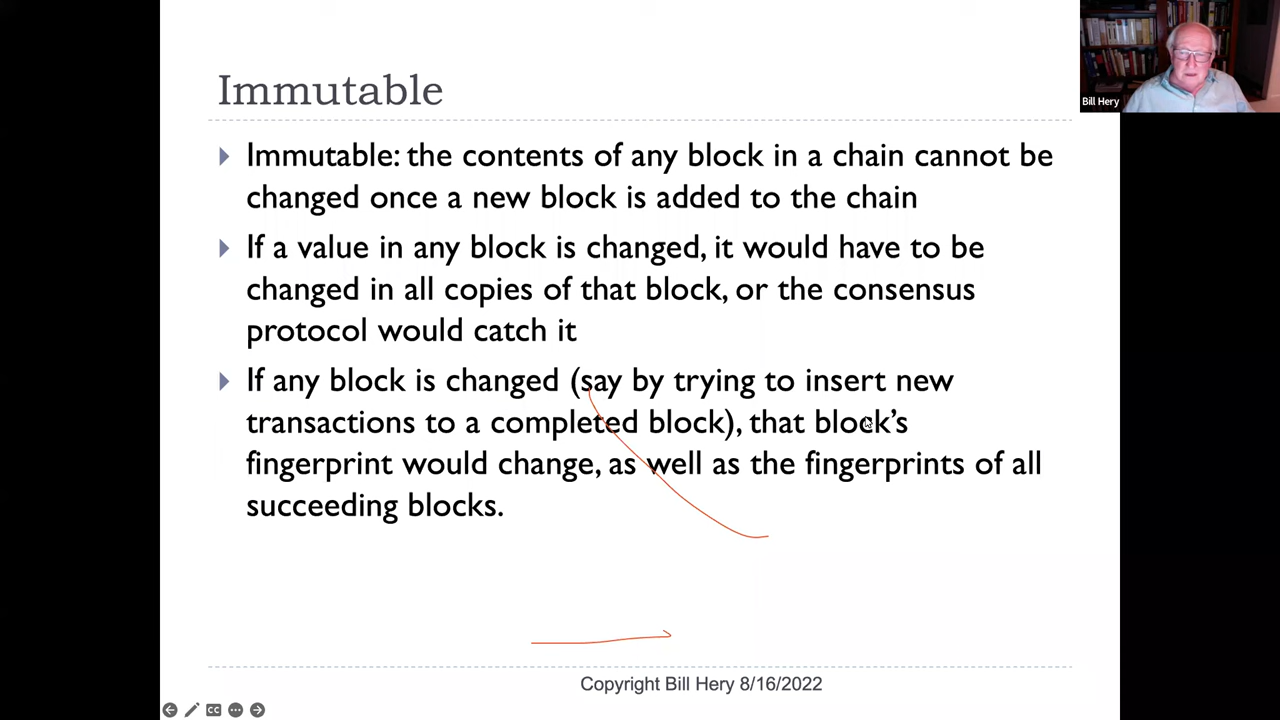 Immutable
Immutable: the contents of any block in a chain cannot be
changed once a new block is added to the chain
If a value in any block is changed, it would have to be
changed in all copies of that block, or the consensus
protocol would catch it
If any block is changed (say by trying to insert new
transactions to a completed block), that block’s
fingerprint would change, as well as the fingerprints of all
succeeding blocks.
Copyright Bill Hery 8/16/2022
CC
Bill Hery